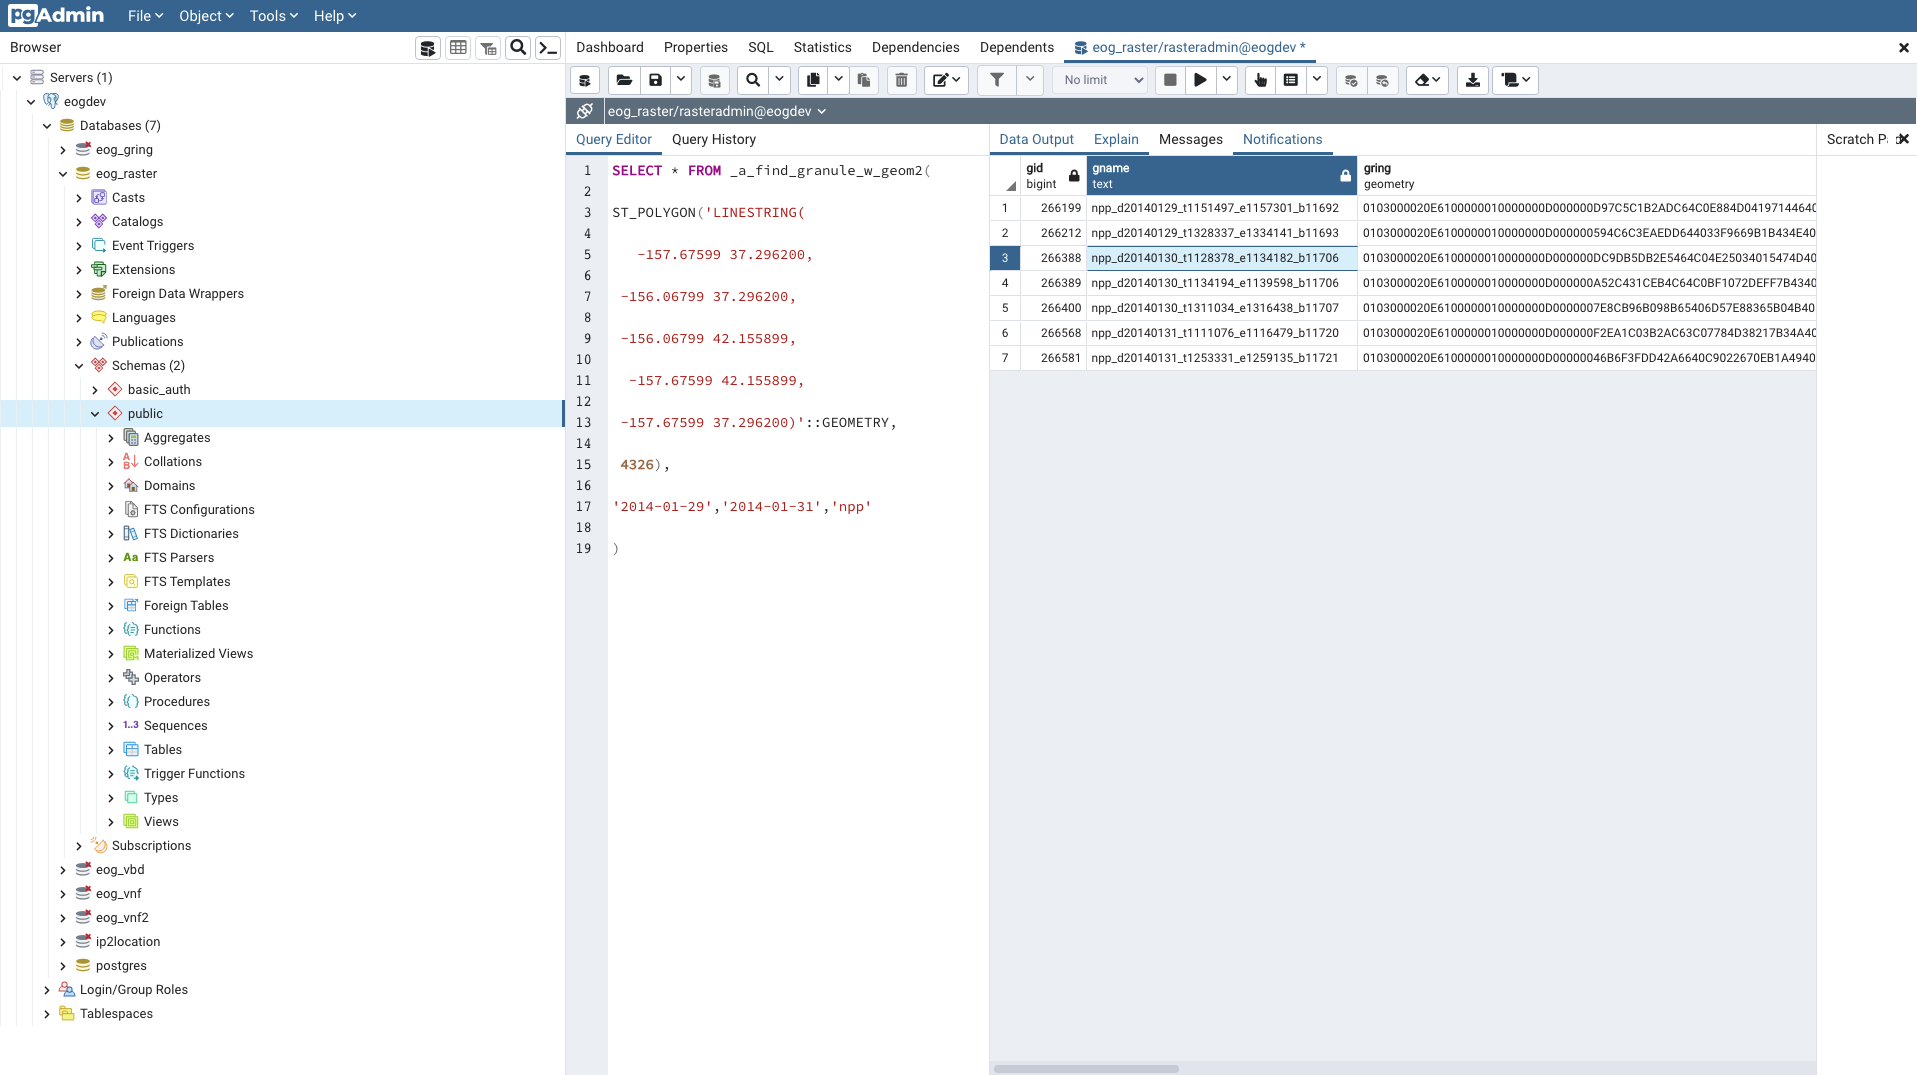 pgAdmin File Object Tools Help
Browser
Dashboard Properties SQL Statistics Dependencies Dependents eog_raster/rasteradmin@eogdev *
No limit
eog_raster/rasteradmin@eogdev
Servers (1)
eogdev
Databases (7)
eog_gring
eog_raster
Casts
Catalogs
Event Triggers
Extensions
Foreign Data Wrappers
Languages
Publications
Schemas (2)
basic_auth
public
Aggregates
Collations
Domains
FTS Configurations
FTS Dictionaries
Aa FTS Parsers
FTS Templates
Foreign Tables
Functions
Materialized Views
Operators
Procedures
1..3 Sequences
Tables
Trigger Functions
Types
Views
Subscriptions
eog_vbd
eog_vnf
eog_vnf2
ip2location
postgres
Login/Group Roles
Tablespaces
Query Editor Query History
1 SELECT * FROM _a_find_granule_w_geom2(
2
3 ST_POLYGON('LINESTRING(
4
5 -157.67599 37.296200,
6
7 -156.06799 37.296200,
8
9 -156.06799 42.155899,
10
11 -157.67599 42.155899,
12
13 -157.67599 37.296200)'::GEOMETRY,
14
15 4326),
16
17 '2014-01-29','2014-01-31','npp'
18
19 )
Data Output Explain Messages Notifications
Scratch P
gid bigint gname text gring geometry
1 266199 npp_d20140129_t1151497_e1157301_b11692 0103000020E6100000010000000D000000D97C5C1B2ADC64C0E884D04197144640
2 266212 npp_d20140129_t1328337_e1334141_b11693 0103000020E6100000010000000D000000594C6C3EAEDD644033F9669B1B434E40
3 266388 npp_d20140130_t1128378_e1134182_b11706 0103000020E6100000010000000D000000DC9DB5DB2E5464C04E25034015474D40
4 266389 npp_d20140130_t1134194_e1139598_b11706 0103000020E6100000010000000D000000A52C431CEB4C64C0BF1072DEFF7B4340
5 266400 npp_d20140130_t1311034_e1316438_b11707 0103000020E6100000010000000D0000007E8CB96B098B65406D57E88365B04B40
6 266568 npp_d20140131_t1111076_e1116479_b11720 0103000020E6100000010000000D000000F2EA1C03B2AC63C07784D38217B34A40
7 266581 npp_d20140131_t1253331_e1259135_b11721 0103000020E6100000010000000D00000046B6F3FDD42A6640C9022670EB1A4940